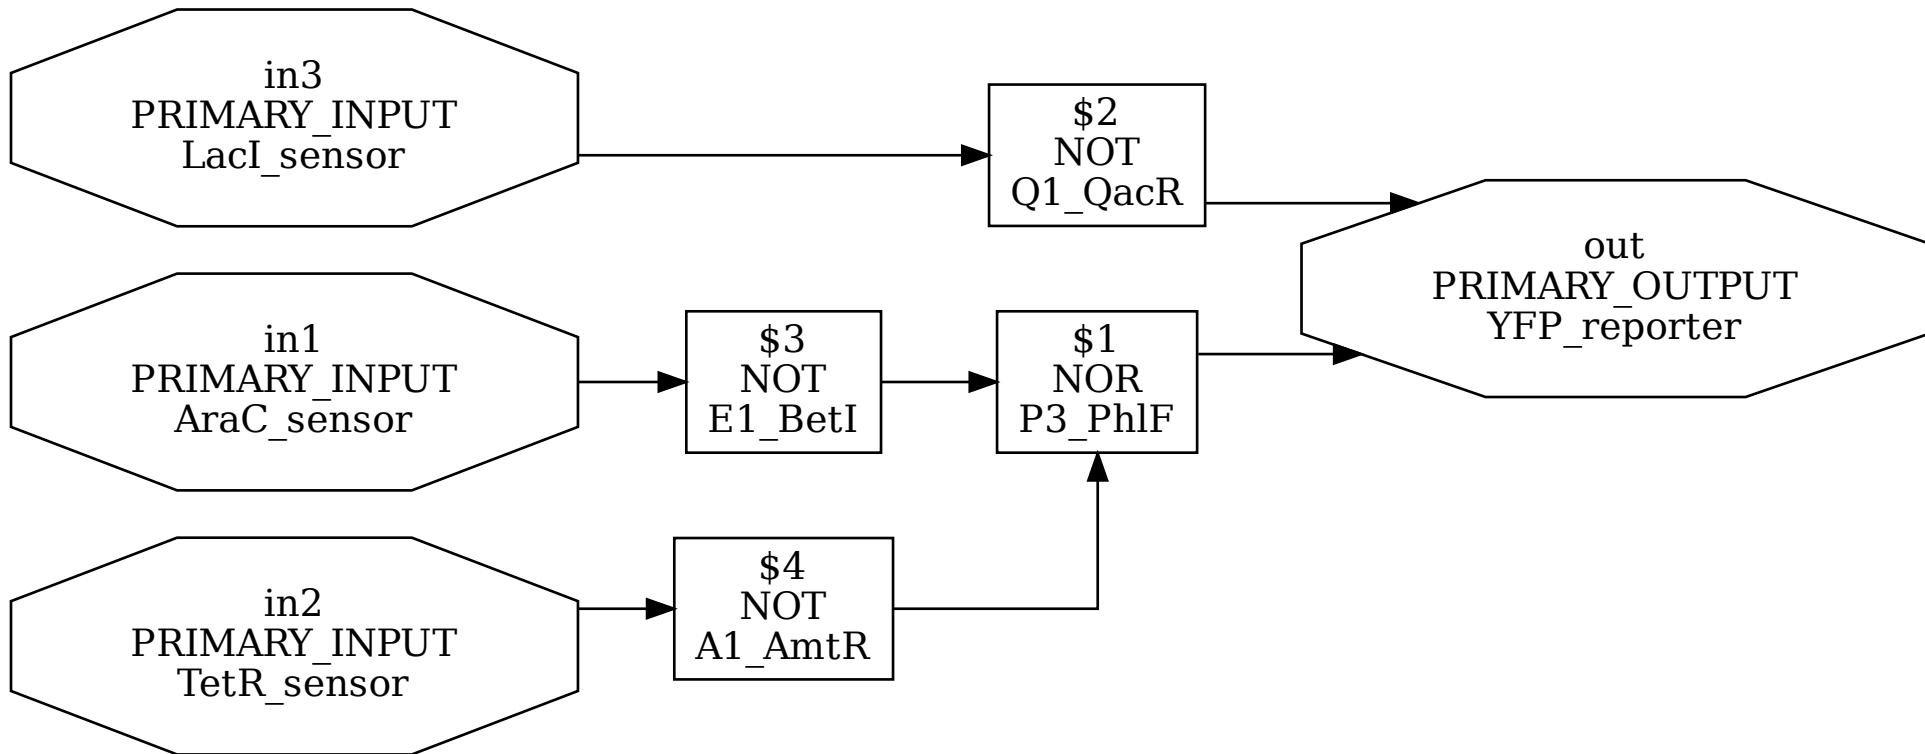 in3
PRIMARY_INPUT
LacI_sensor
$2
NOT
Q1_QacR
out
PRIMARY_OUTPUT
YFP_reporter
in1
PRIMARY_INPUT
AraC_sensor
$3
NOT
E1_BetI
$1
NOR
P3_PhlF
in2
PRIMARY_INPUT
TetR_sensor
$4
NOT
A1_AmtR